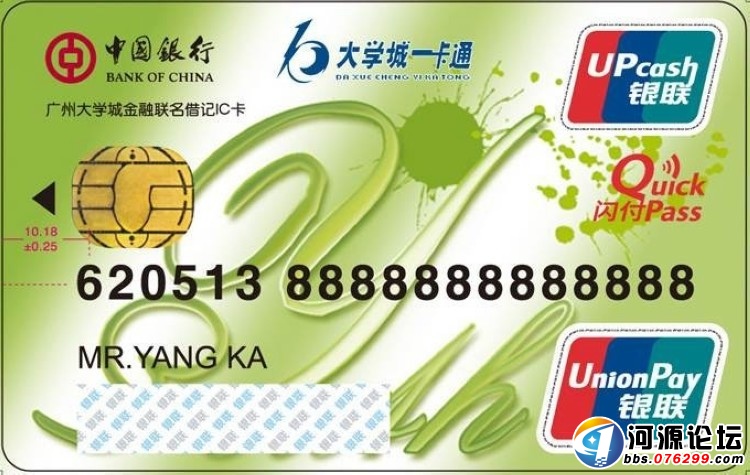 中国银行
BANK OF CHINA
大学城一卡通
DA XUE CHENG YI KA TONG
UPcash
银联
广州大学城金融联名借记IC卡
Quick
闪付Pass
10.18
±0.25
620513 8888888888888
MR.YANG KA
UnionPay
银联
河源论坛
bbs.076299.com